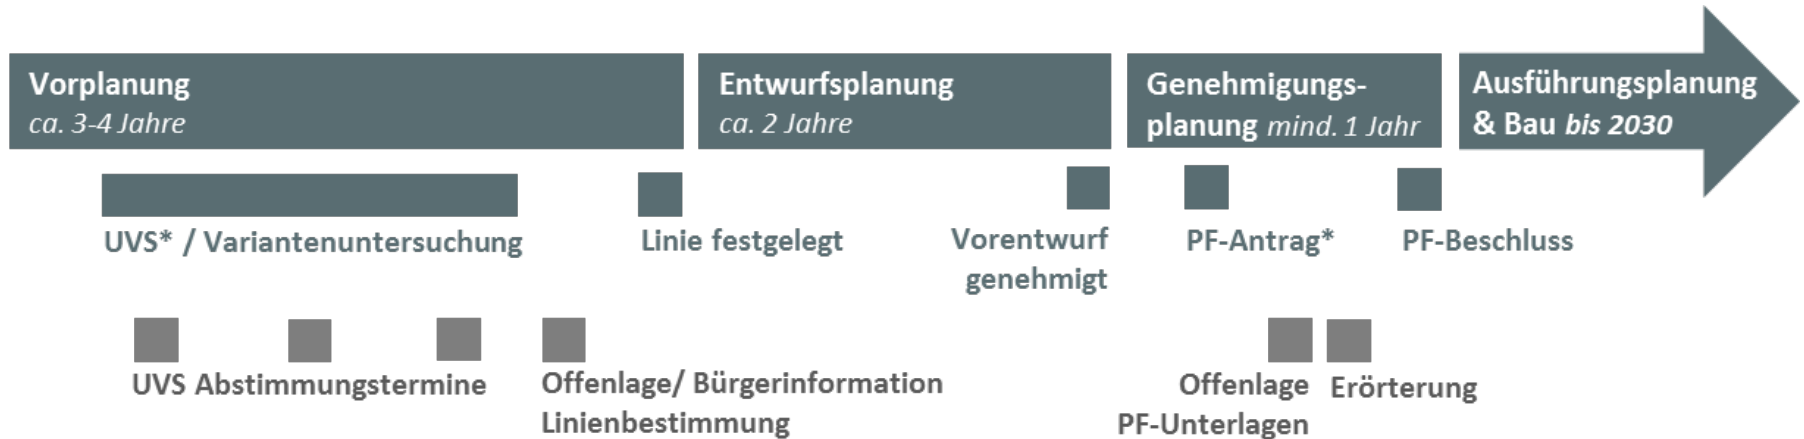 Vorplanung
ca. 3-4 Jahre
Entwurfsplanung
ca. 2 Jahre
Genehmigungs-
planung mind. 1 Jahr
Ausführungsplanung
& Bau bis 2030
UVS* / Variantenuntersuchung
Linie festgelegt
Vorentwurf
genehmigt
PF-Antrag*
PF-Beschluss
UVS Abstimmungstermine
Offenlage/ Bürgerinformation
Linienbestimmung
Offenlage
PF-Unterlagen
Erörterung